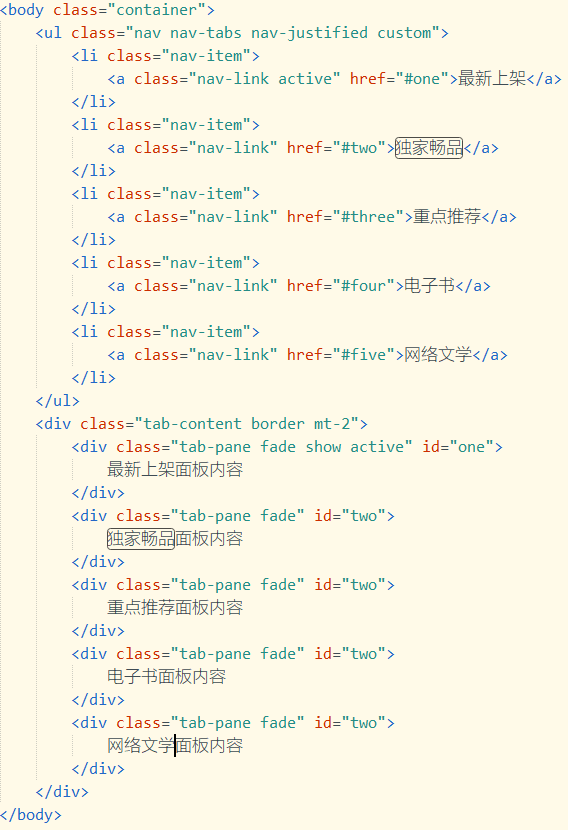 <body class="container">
<ul class="nav nav-tabs nav-justified custom">
<li class="nav-item">
<a class="nav-link active" href="#one">最新上架</a>
</li>
<li class="nav-item">
<a class="nav-link" href="#two">独家畅品</a>
</li>
<li class="nav-item">
<a class="nav-link" href="#three">重点推荐</a>
</li>
<li class="nav-item">
<a class="nav-link" href="#four">电子书</a>
</li>
<li class="nav-item">
<a class="nav-link" href="#five">网络文学</a>
</li>
</ul>
<div class="tab-content border mt-2">
<div class="tab-pane fade show active" id="one">
最新上架面板内容
</div>
<div class="tab-pane fade" id="two">
独家畅品面板内容
</div>
<div class="tab-pane fade" id="two">
重点推荐面板内容
</div>
<div class="tab-pane fade" id="two">
电子书面板内容
</div>
<div class="tab-pane fade" id="two">
网络文学面板内容
</div>
</div>
</body>